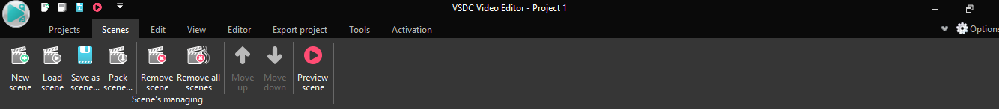 VSDC Video Editor - Project 1
Projects Scenes Edit View Editor Export project Tools Activation Options
New scene Load scene Save as scene... Pack scene... Remove scene Remove all scenes Move up Move down Preview scene
Scene's managing